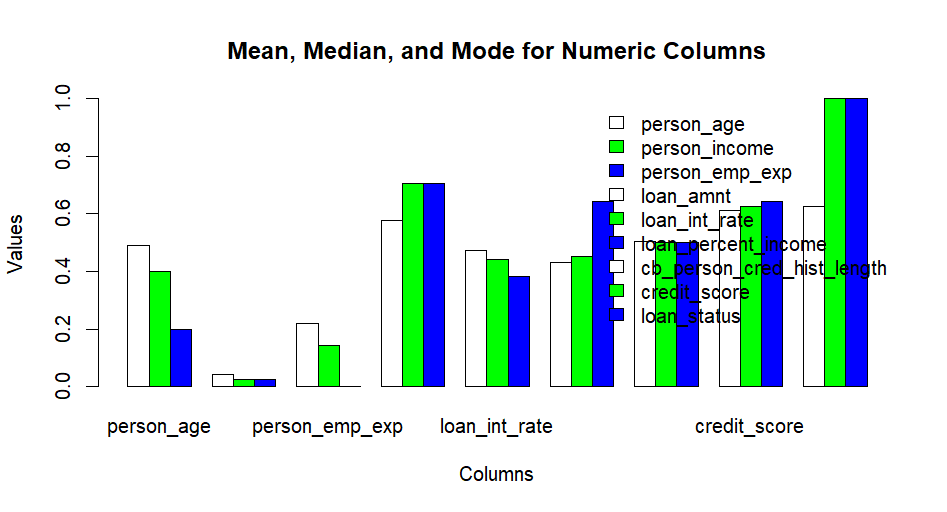 Mean, Median, and Mode for Numeric Columns
Values
1.0
0.8
0.6
0.4
0.2
0.0
person_age
person_income
person_emp_exp
loan_amnt
loan_int_rate
loan_percent_income
cb_person_cred_hist_length
credit_score
loan_status
person_age person_emp_exp loan_int_rate credit_score
Columns